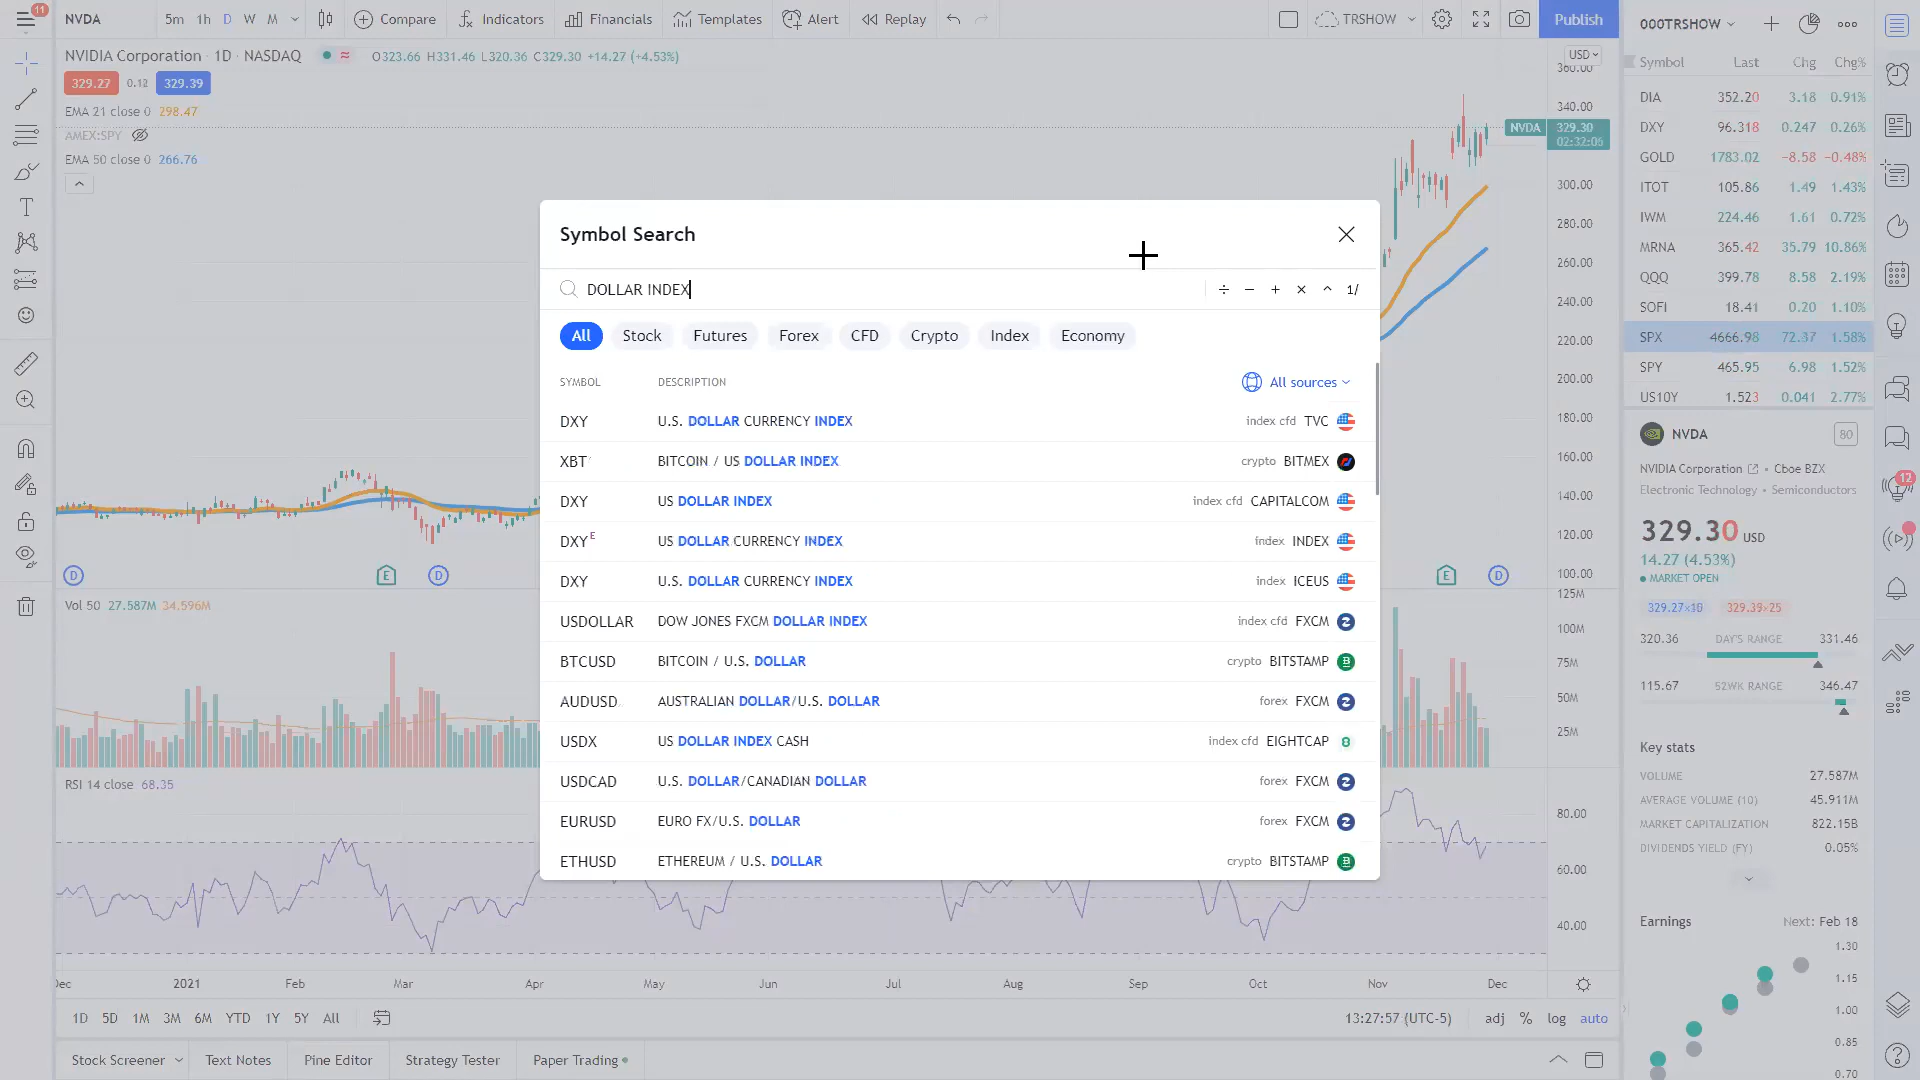 11
NVDA 5m 1h D W M Compare Indicators Financials Templates Alert Replay TRSHOW Publish
NVIDIA Corporation · 1D · NASDAQ O323.66 H331.46 L320.36 C329.30 +14.27 (+4.53%)
329.27 0.12 329.39
EMA 21 close 0 298.47
AMEX:SPY
EMA 50 close 0 266.76
USD
360.00
340.00
NVDA 329.30
02:32:06
300.00
280.00
260.00
240.00
220.00
200.00
180.00
160.00
140.00
120.00
100.00
D E D E D
Vol 50 27.587M 34.596M
125M
100M
75M
50M
25M
RSI 14 close 68.35
80.00
60.00
40.00
Symbol Search
DOLLAR INDEX ÷ − + × ^ 1/
All Stock Futures Forex CFD Crypto Index Economy
SYMBOL DESCRIPTION All sources
DXY U.S. DOLLAR CURRENCY INDEX index cfd TVC
XBT BITCOIN / US DOLLAR INDEX crypto BITMEX
DXY US DOLLAR INDEX index cfd CAPITALCOM
DXY E US DOLLAR CURRENCY INDEX index INDEX
DXY U.S. DOLLAR CURRENCY INDEX index ICEUS
USDOLLAR DOW JONES FXCM DOLLAR INDEX index cfd FXCM
BTCUSD BITCOIN / U.S. DOLLAR crypto BITSTAMP
AUDUSD AUSTRALIAN DOLLAR/U.S. DOLLAR forex FXCM
USDX US DOLLAR INDEX CASH index cfd EIGHTCAP
USDCAD U.S. DOLLAR/CANADIAN DOLLAR forex FXCM
EURUSD EURO FX/U.S. DOLLAR forex FXCM
ETHUSD ETHEREUM / U.S. DOLLAR crypto BITSTAMP
Dec 2021 Feb Mar Apr May Jun Jul Aug Sep Oct Nov Dec
1D 5D 1M 3M 6M YTD 1Y 5Y All 13:27:57 (UTC-5) adj % log auto
Stock Screener Text Notes Pine Editor Strategy Tester Paper Trading
000TRSHOW
Symbol Last Chg Chg%
DIA 352.20 3.18 0.91%
DXY 96.318 0.247 0.26%
GOLD 1783.02 −8.58 −0.48%
ITOT 105.86 1.49 1.43%
IWM 224.46 1.61 0.72%
MRNA 365.42 35.79 10.86%
QQQ 399.78 8.58 2.19%
SOFI 18.41 0.20 1.10%
SPX 4666.98 72.37 1.58%
SPY 465.95 6.98 1.52%
US10Y 1.523 0.041 2.77%
NVDA 80
NVIDIA Corporation • Cboe BZX
Electronic Technology • Semiconductors
12
329.30 USD
14.27 (4.53%)
MARKET OPEN
329.27×10 329.39×25
320.36 DAY'S RANGE 331.46
115.67 52WK RANGE 346.47
Key stats
VOLUME 27.587M
AVERAGE VOLUME (10) 45.911M
MARKET CAPITALIZATION 822.15B
DIVIDENDS YIELD (FY) 0.05%
Earnings Next: Feb 18
1.30
1.15
1.00
0.85
0.70